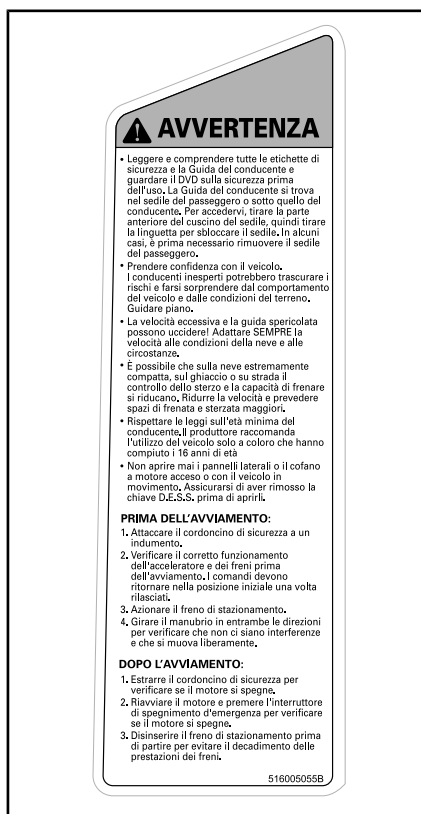 AVVERTENZA
• Leggere e comprendere tutte le etichette di
sicurezza e la Guida del conducente e
guardare il DVD sulla sicurezza prima
dell'uso. La Guida del conducente si trova
nel sedile del passeggero o sotto quello del
conducente. Per accedervi, tirare la parte
anteriore del cuscino del sedile, quindi tirare
la linguetta per sbloccare il sedile. In alcuni
casi, è prima necessario rimuovere il sedile
del passeggero.
• Prendere confidenza con il veicolo.
I conducenti inesperti potrebbero trascurare i
rischi e farsi sorprendere dal comportamento
del veicolo e dalle condizioni del terreno.
Guidare piano.
• La velocità eccessiva e la guida spericolata
possono uccidere! Adattare SEMPRE la
velocità alle condizioni della neve e alle
circostanze.
• È possibile che sulla neve estremamente
compatta, sul ghiaccio o su strada il
controllo dello sterzo e la capacità di frenare
si riducano. Ridurre la velocità e prevedere
spazi di frenata e sterzata maggiori.
• Rispettare le leggi sull'età minima del
conducente. Il produttore raccomanda
l'utilizzo del veicolo solo a coloro che hanno
compiuto i 16 anni di età
• Non aprire mai i pannelli laterali o il cofano
a motore acceso o con il veicolo in
movimento. Assicurarsi di aver rimosso la
chiave D.E.S.S. prima di aprirli.
PRIMA DELL'AVVIAMENTO:
1. Attaccare il cordoncino di sicurezza a un
indumento.
2. Verificare il corretto funzionamento
dell'acceleratore e dei freni prima
dell'avviamento. I comandi devono
ritornare nella posizione iniziale una volta
rilasciati.
3. Azionare il freno di stazionamento.
4. Girare il manubrio in entrambe le direzioni
per verificare che non ci siano interferenze
e che si muova liberamente.
DOPO L'AVVIAMENTO:
1. Estrarre il cordoncino di sicurezza per
verificare se il motore si spegne.
2. Riavviare il motore e premere l'interruttore
di spegnimento d'emergenza per verificare
se il motore si spegne.
3. Disinserire il freno di stazionamento prima
di partire per evitare il decadimento delle
prestazioni dei freni.
516005055B